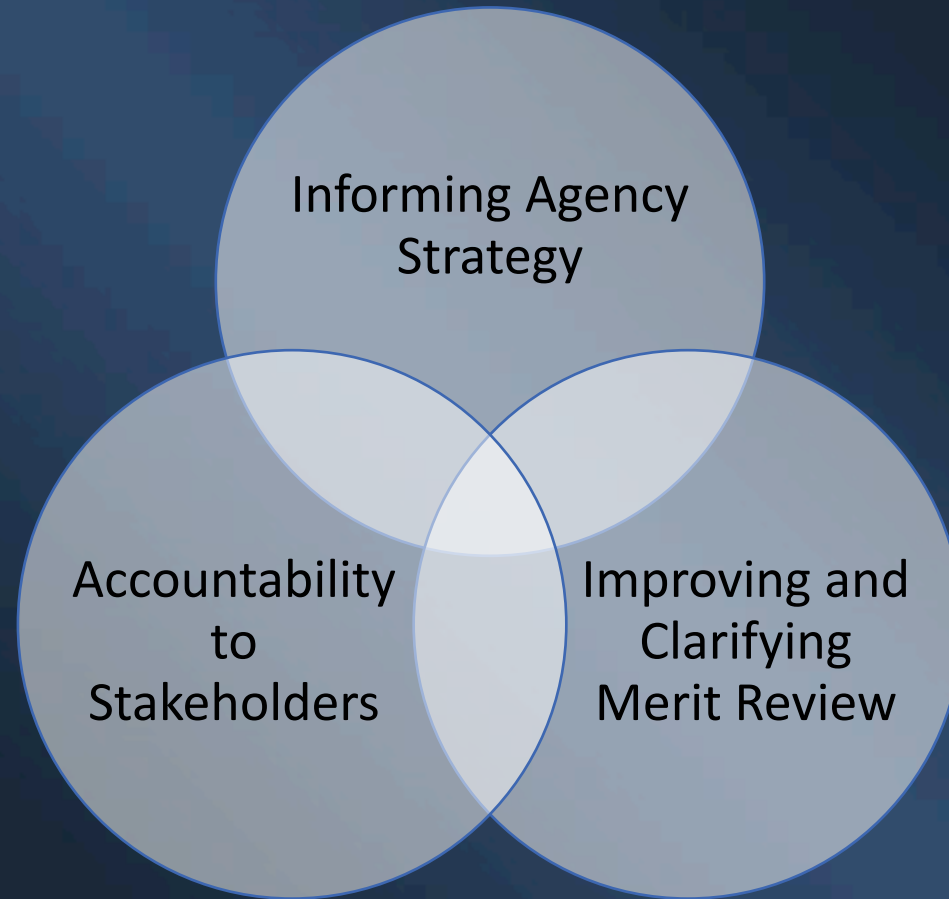 Informing Agency
Strategy
Accountability
to
Stakeholders
Improving and
Clarifying
Merit Review